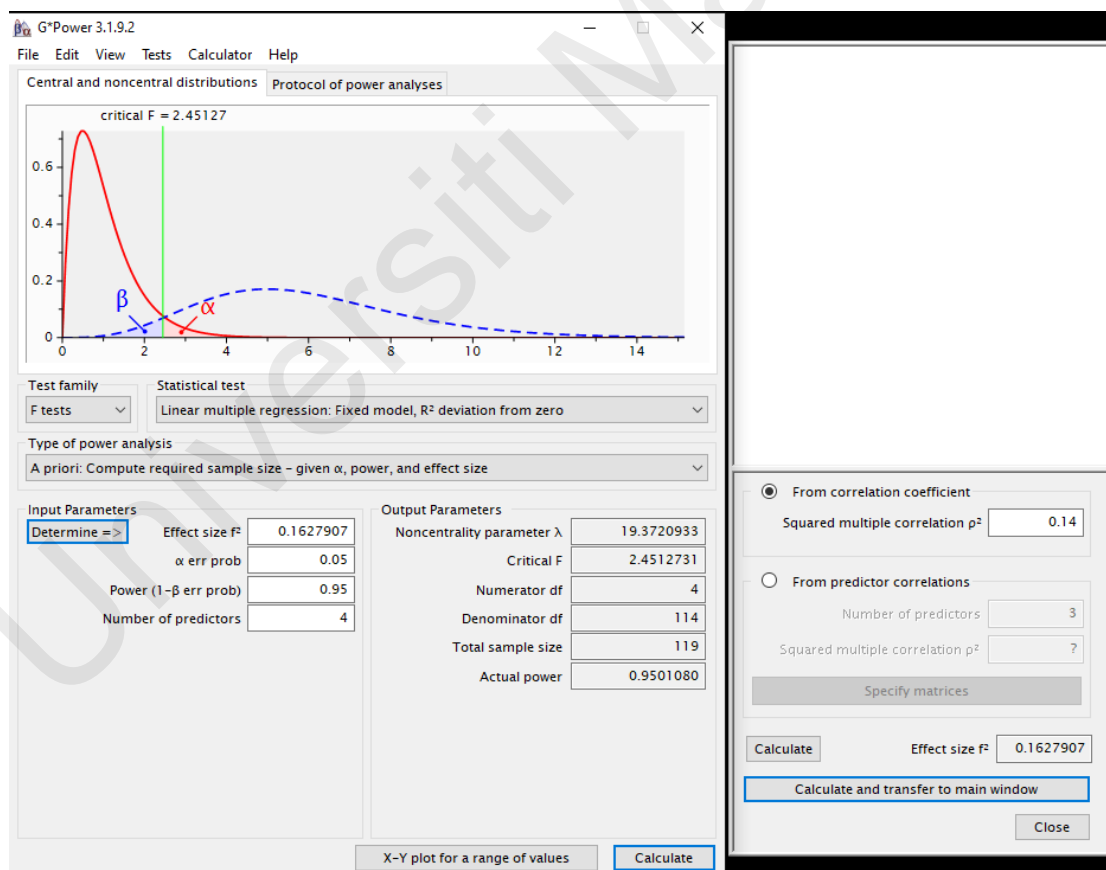 G*Power 3.1.9.2
File Edit View Tests Calculator Help
Central and noncentral distributions Protocol of power analyses
critical F = 2.45127
0.6
0.4
0.2
0
β
α
0 2 4 6 8 10 12 14
Test family Statistical test
F tests Linear multiple regression: Fixed model, R² deviation from zero
Type of power analysis
A priori: Compute required sample size – given α, power, and effect size
Input Parameters Output Parameters
Determine => Effect size f² 0.1627907 Noncentrality parameter λ 19.3720933
α err prob 0.05 Critical F 2.4512731
Power (1-β err prob) 0.95 Numerator df 4
Number of predictors 4 Denominator df 114
Total sample size 119
Actual power 0.9501080
X-Y plot for a range of values Calculate
From correlation coefficient
Squared multiple correlation ρ² 0.14
From predictor correlations
Number of predictors 3
Squared multiple correlation ρ² ?
Specify matrices
Calculate Effect size f² 0.1627907
Calculate and transfer to main window
Close
Universiti Ma